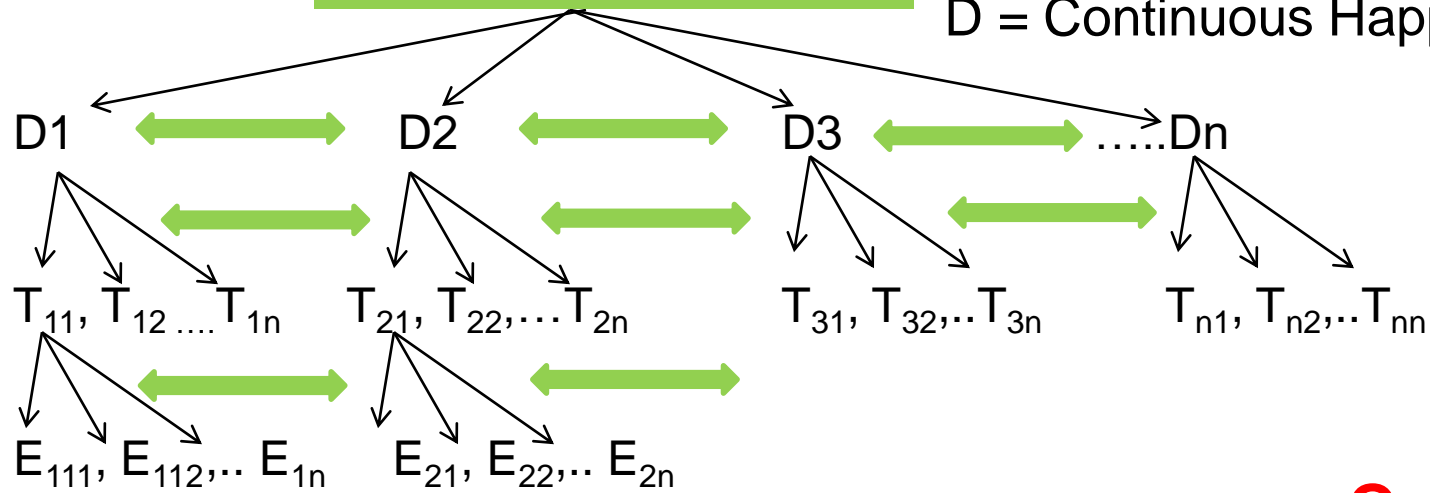 D = Continuous
D1 D2 D3 …..Dn
T11, T12 ....T1n T21, T22,…T2n T31, T32,..T3n Tn1, Tn2,..Tnn
E111, E112,.. E1n E21, E22,.. E2n